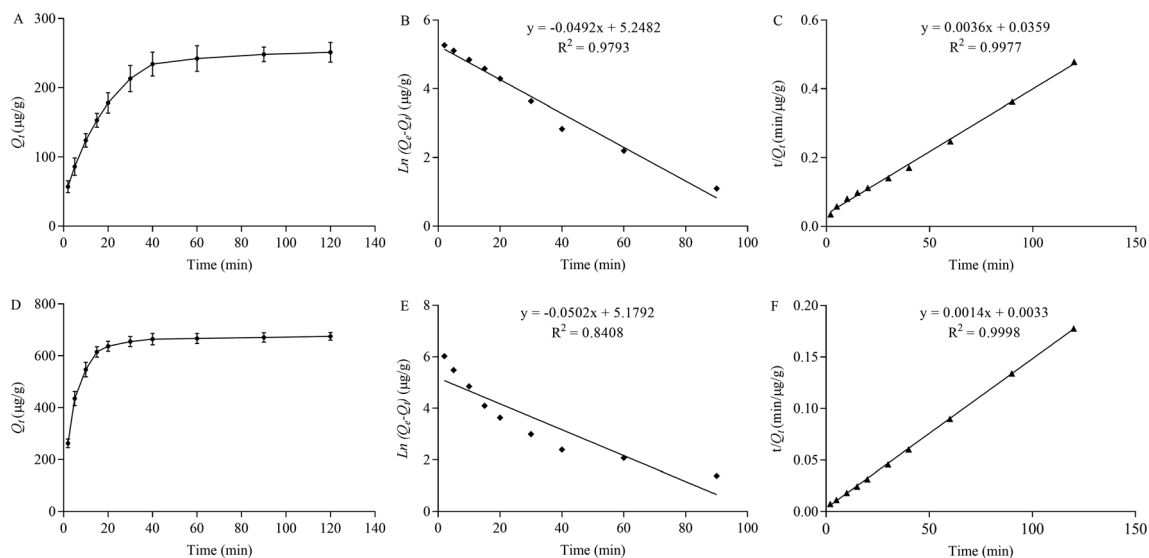 A
300
200
100
0
0 20 40 60 80 100 120 140
Qt (μg/g)
Time (min)
B
y = -0.0492x + 5.2482
R² = 0.9793
6
4
2
0
0 20 40 60 80 100
Ln (Qe-Qt) (μg/g)
Time (min)
C
y = 0.0036x + 0.0359
R² = 0.9977
0.6
0.4
0.2
0.0
0 50 100 150
t/Qt (min/μg/g)
Time (min)
D
800
600
400
200
0
0 20 40 60 80 100 120 140
Qt (μg/g)
Time (min)
E
y = -0.0502x + 5.1792
R² = 0.8408
8
6
4
2
0
0 20 40 60 80 100
Ln (Qe-Qt) (μg/g)
Time (min)
F
y = 0.0014x + 0.0033
R² = 0.9998
0.20
0.15
0.10
0.05
0.00
0 50 100 150
t/Qt (min/μg/g)
Time (min)